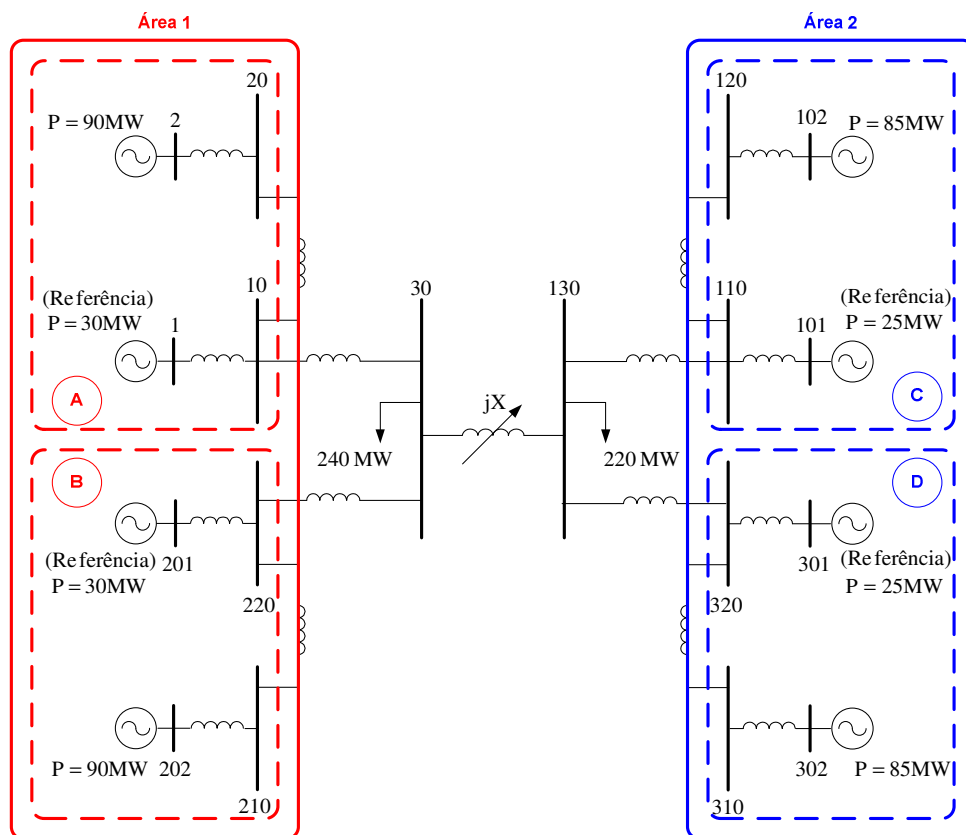 Área 1
Área 2
20
120
P = 90MW
2
102
P = 85MW
(Referência)
P = 30MW
1
10
30
130
110
(Referência)
P = 25MW
101
A
C
jX
240 MW
220 MW
B
D
(Referência)
P = 30MW
201
220
301
(Referência)
P = 25MW
320
P = 90MW
202
210
302
P = 85MW
310